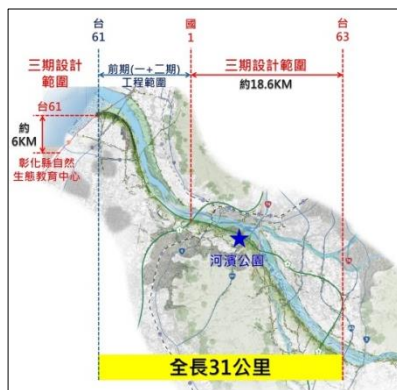 台
61
國
1
台
63
三期設計
範圍
前期(一+二期)
工程範圍
三期設計範圍
約18.6KM
台61
約
6KM
彰化縣自然
生態教育中心
河濱公園
全長31公里